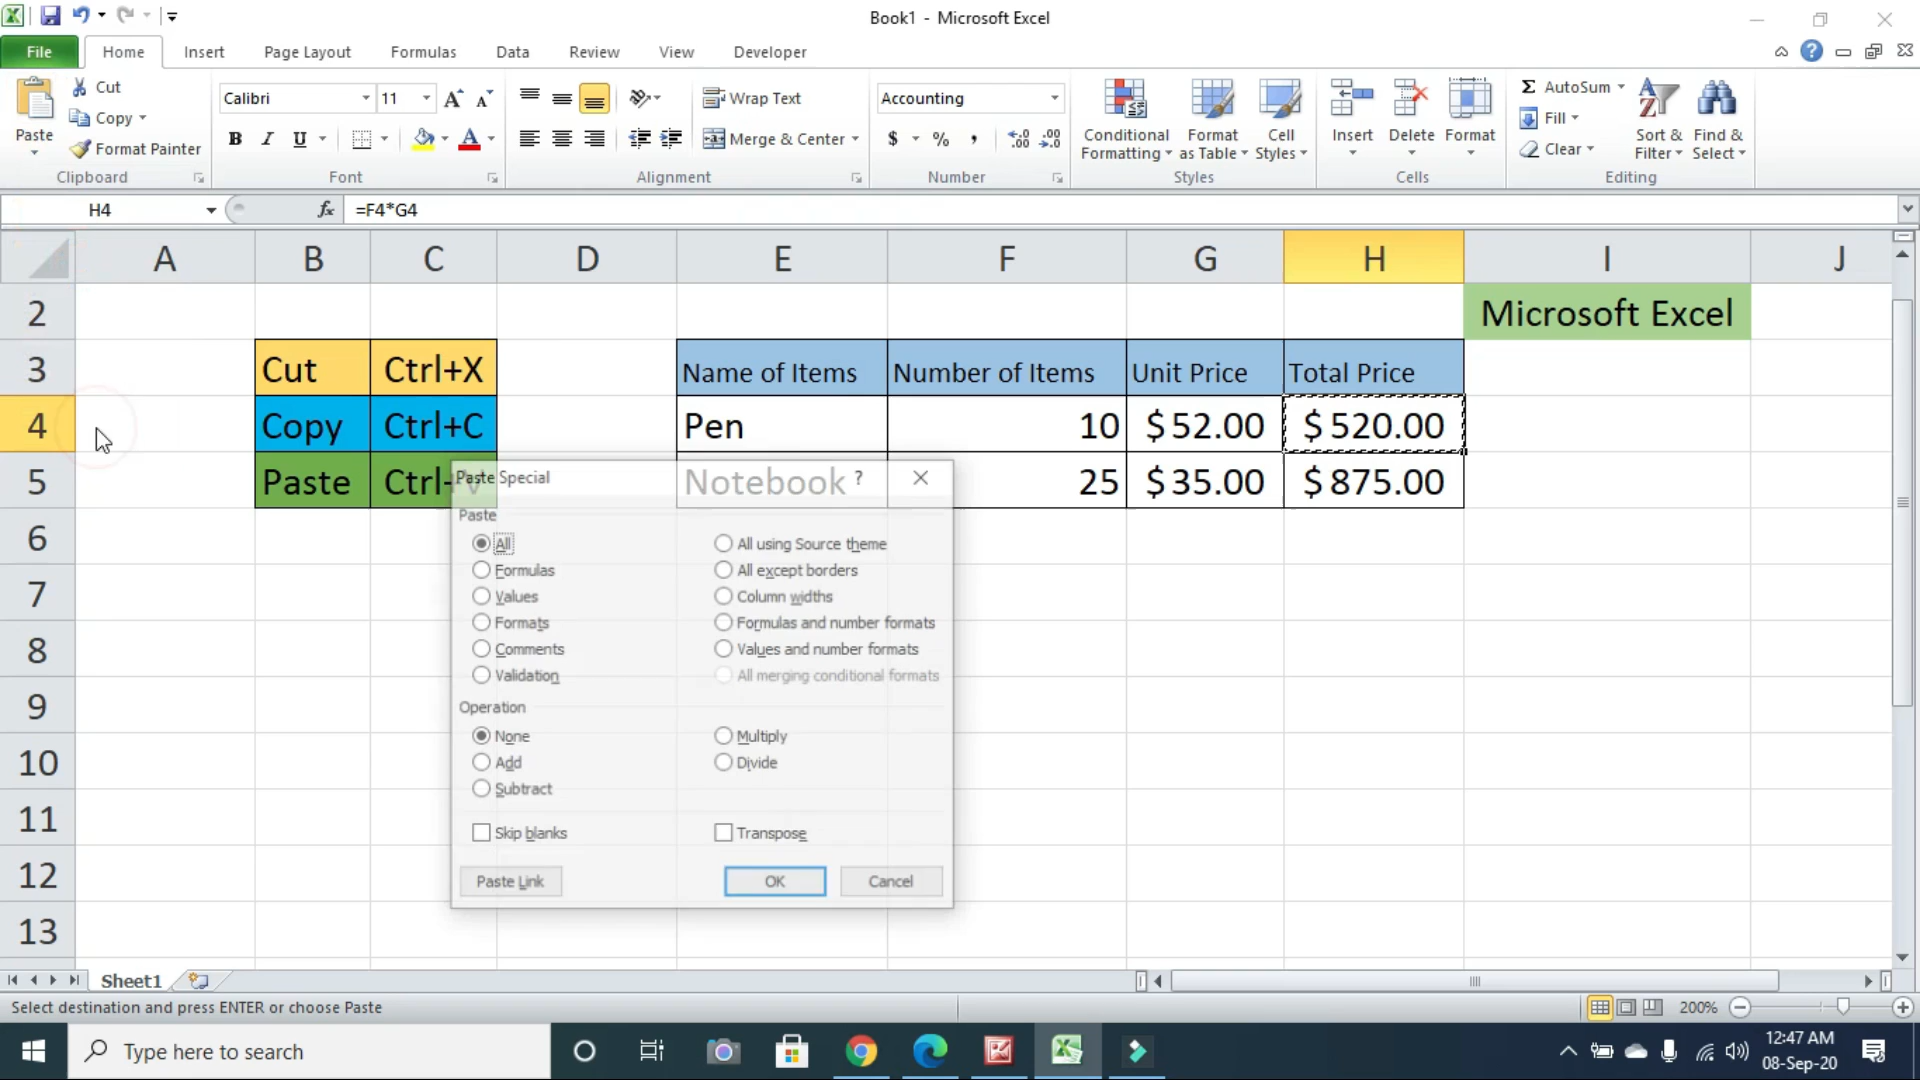 Book1 - Microsoft Excel
File Home Insert Page Layout Formulas Data Review View Developer
Paste
Cut
Copy
Format Painter
Clipboard
Calibri 11
B I U
Font
Wrap Text
Merge & Center
Alignment
Accounting
$ % ,
Number
Conditional Formatting
Format as Table
Cell Styles
Styles
Insert Delete Format
Cells
Σ AutoSum
Fill
Clear
Sort & Filter
Find & Select
Editing
H4 fx =F4*G4
A B C D E F G H I J
2 Microsoft Excel
3 Cut Ctrl+X Name of Items Number of Items Unit Price Total Price
4 Copy Ctrl+C Pen 10 $52.00 $520.00
5 Paste Ctrl+V Notebook 25 $35.00 $875.00
6
7
8
9
10
11
12
13
Paste Special ?
Paste
All All using Source theme
Formulas All except borders
Values Column widths
Formats Formulas and number formats
Comments Values and number formats
Validation All merging conditional formats
Operation
None Multiply
Add Divide
Subtract
Skip blanks Transpose
Paste Link OK Cancel
Sheet1
Select destination and press ENTER or choose Paste 200%
Type here to search
12:47 AM
08-Sep-20